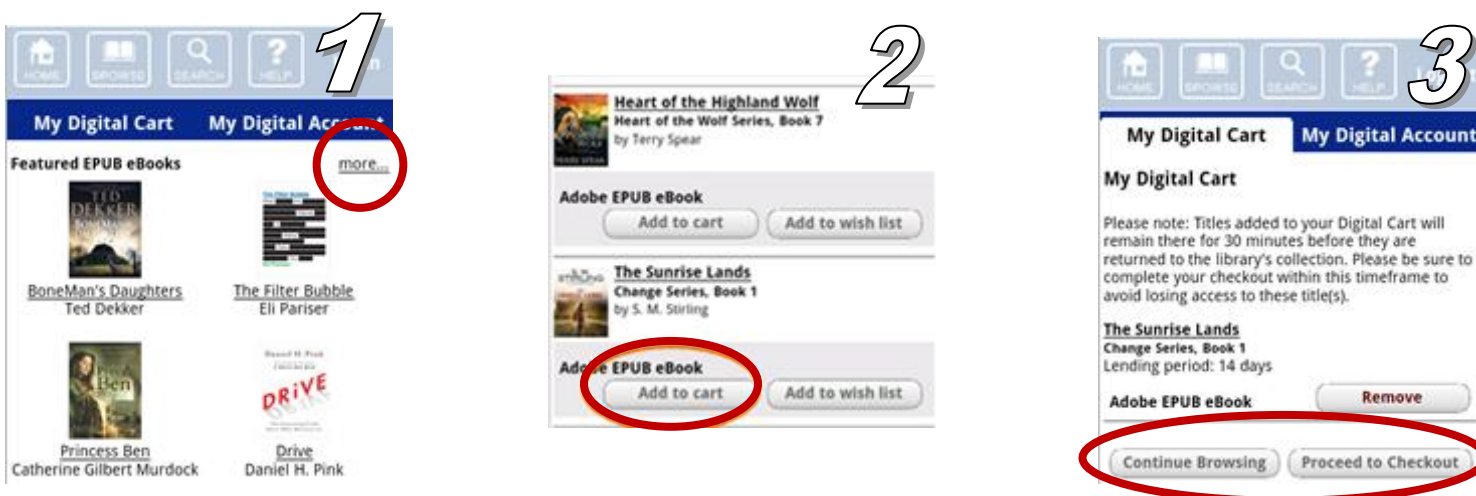 1
HOME BROWSE SEARCH HELP
My Digital Cart My Digital Account
Featured EPUB eBooks more...
TED
DEKKER
BoneMan's Daughters The Filter Bubble
Ted Dekker Eli Pariser
Princess Ben
Daniel H. Pink
DRiVE
Princess Ben Drive
Catherine Gilbert Murdock Daniel H. Pink
2
Heart of the Highland Wolf
Heart of the Wolf Series, Book 7
by Terry Spear
Adobe EPUB eBook
Add to cart Add to wish list
The Sunrise Lands
Change Series, Book 1
by S. M. Stirling
Adobe EPUB eBook
Add to cart Add to wish list
3
HOME BROWSE SEARCH HELP
My Digital Cart My Digital Account
My Digital Cart
Please note: Titles added to your Digital Cart will
remain there for 30 minutes before they are
returned to the library's collection. Please be sure to
complete your checkout within this timeframe to
avoid losing access to these title(s).
The Sunrise Lands
Change Series, Book 1
Lending period: 14 days
Adobe EPUB eBook Remove
Continue Browsing Proceed to Checkout